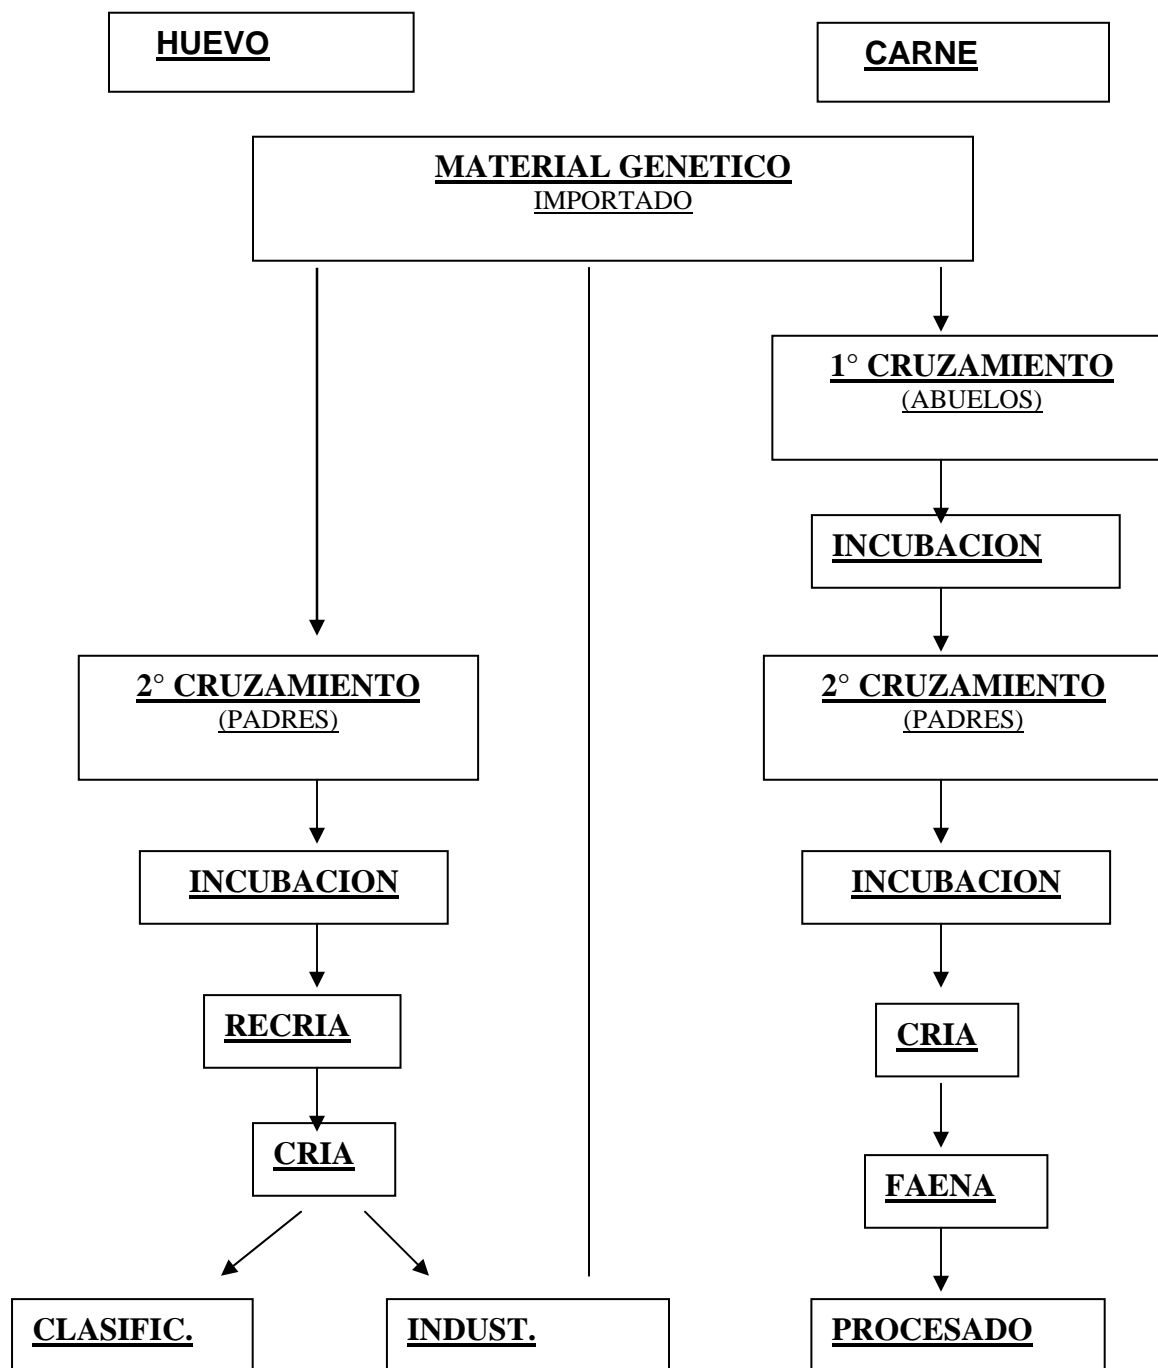 HUEVO
CARNE
MATERIAL GENETICO
IMPORTADO
1° CRUZAMIENTO
(ABUELOS)
INCUBACION
2° CRUZAMIENTO
(PADRES)
2° CRUZAMIENTO
(PADRES)
INCUBACION
INCUBACION
RECRIA
CRIA
CRIA
FAENA
CLASIFIC.
INDUST.
PROCESADO